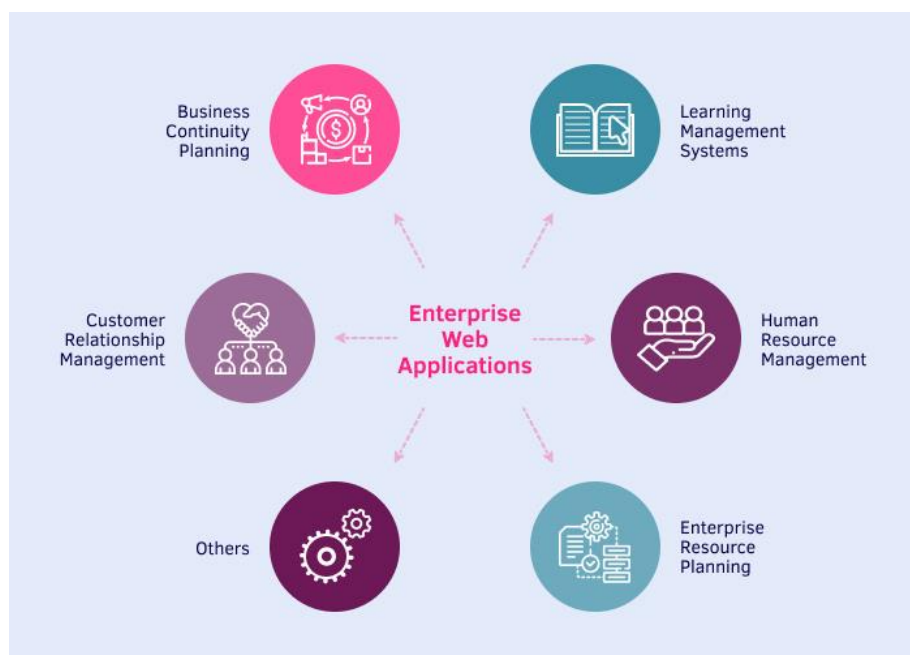 Business
Continuity
Planning
$
Learning
Management
Systems
Customer
Relationship
Management
Enterprise
Web
Applications
Human
Resource
Management
Others
Enterprise
Resource
Planning